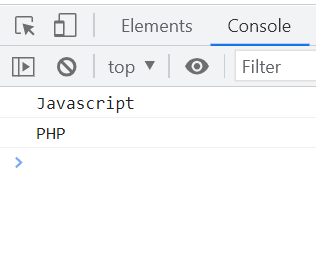 Elements Console
top Filter
Javascript
PHP